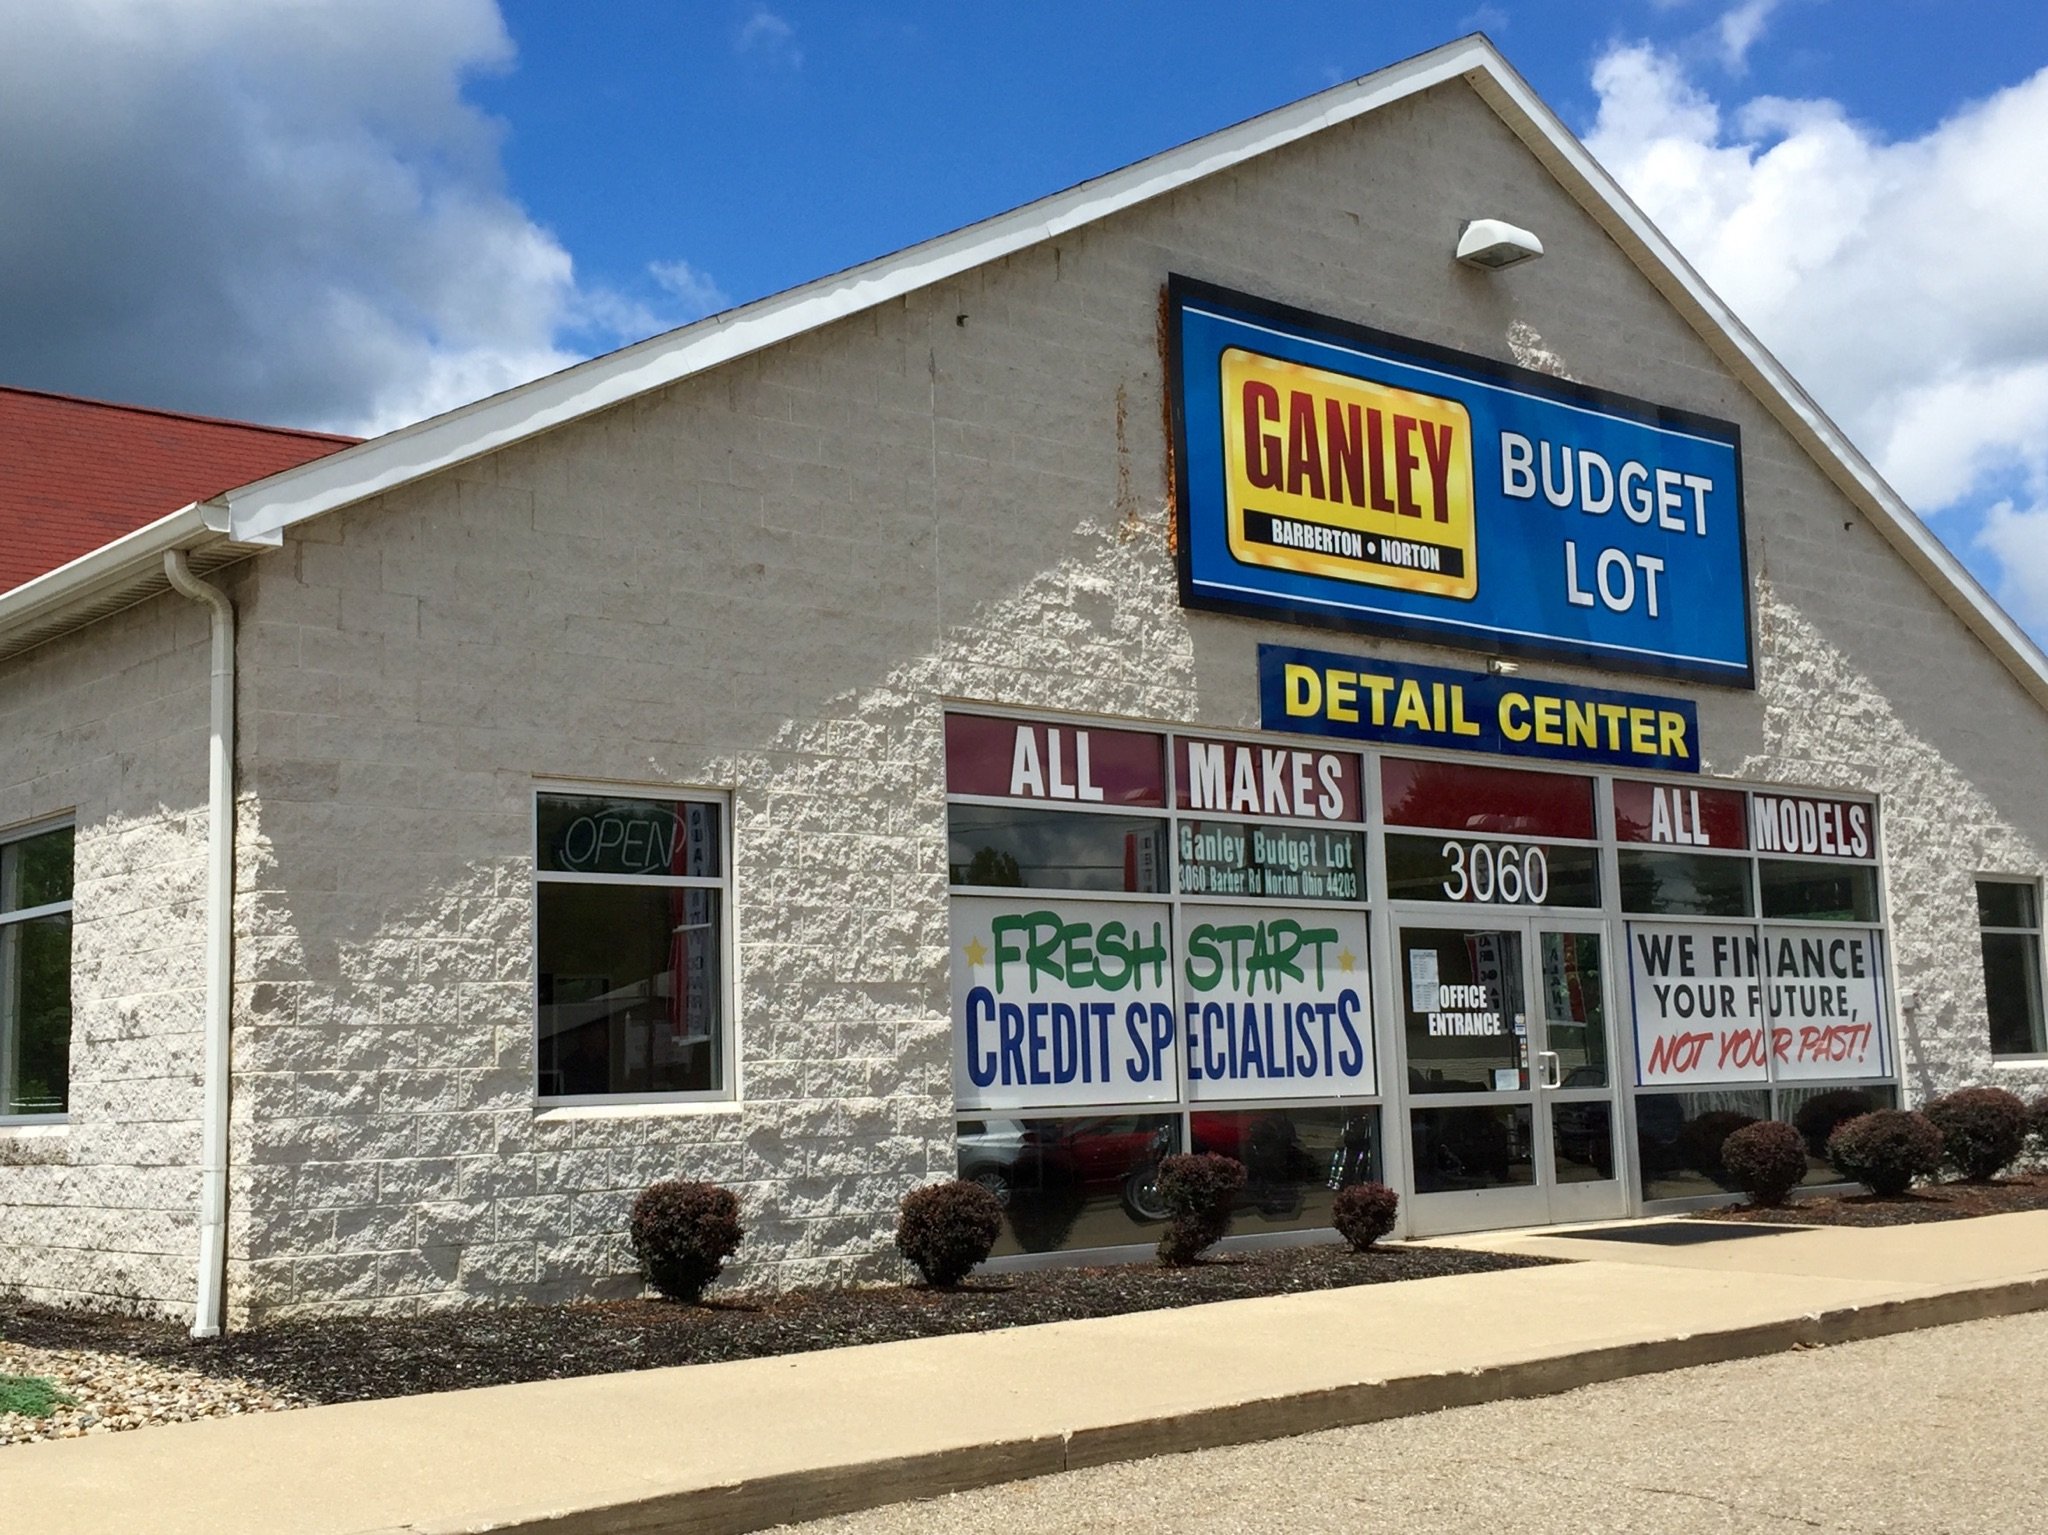 GANLEY
BARBERTON • NORTON
BUDGET
LOT
DETAIL CENTER
ALL MAKES
ALL MODELS
OPEN
Ganley Budget Lot
3060 Barber Rd Norton Ohio 44203
3060
FRESH START
CREDIT SPECIALISTS
OFFICE
ENTRANCE
WE FINANCE
YOUR FUTURE,
NOT YOUR PAST!